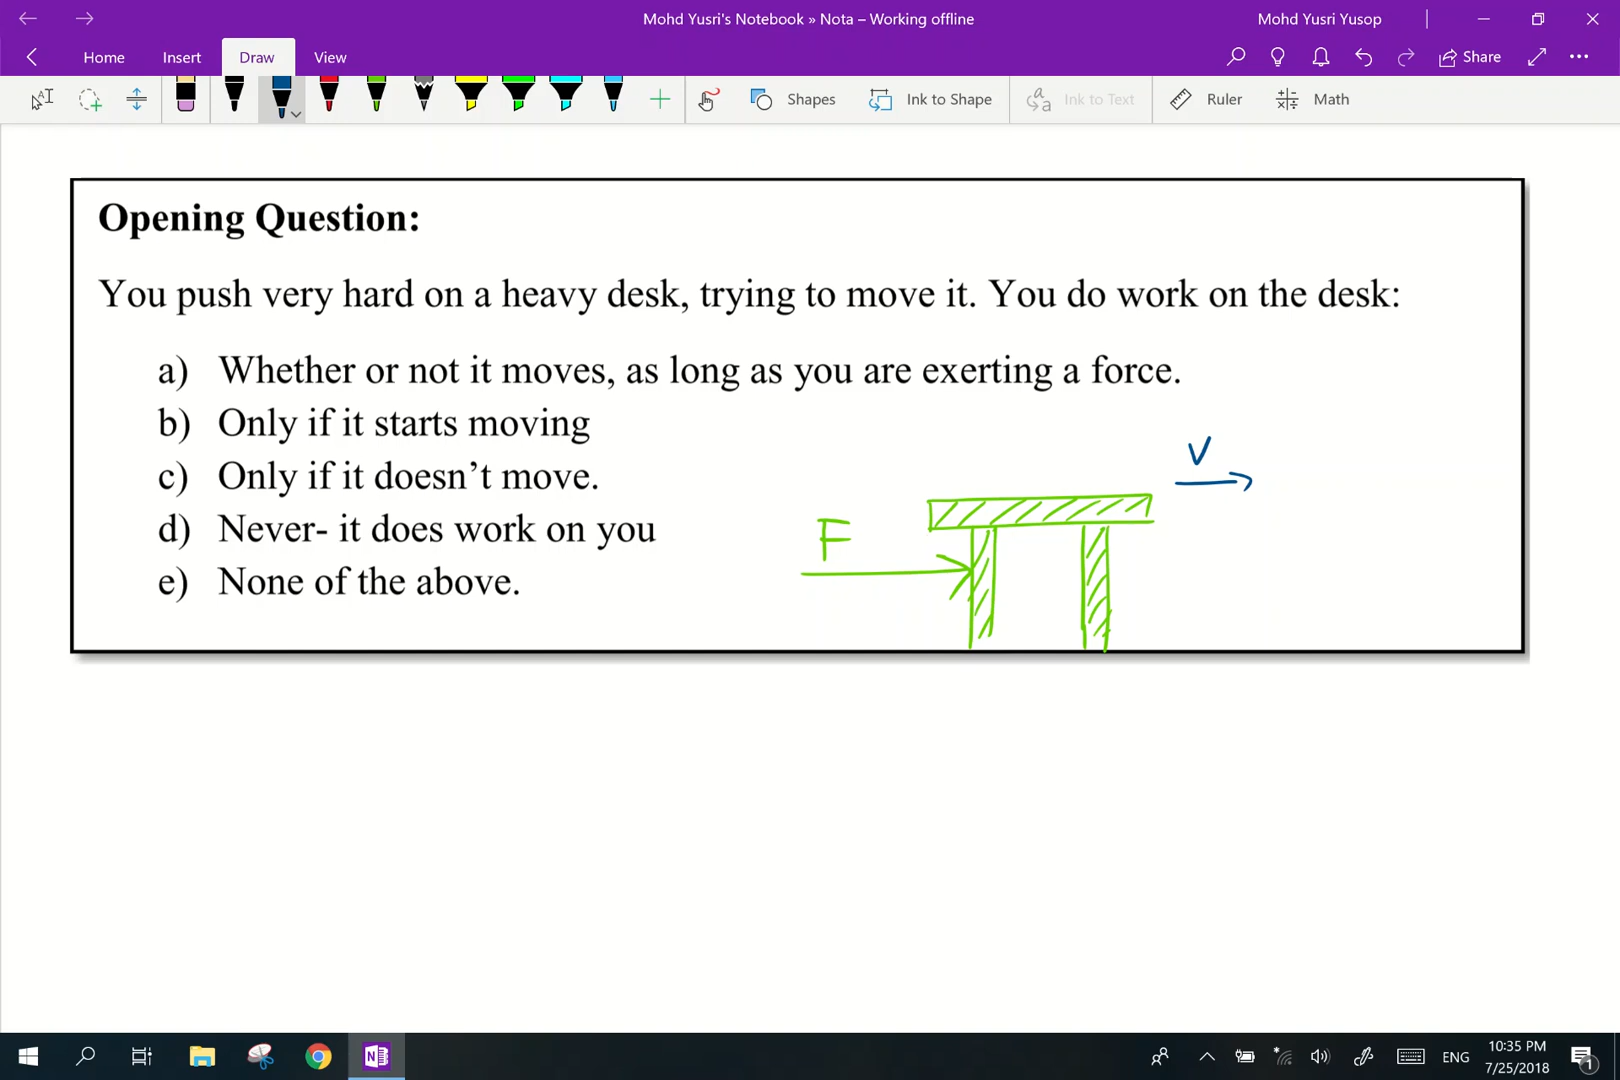 Mohd Yusri's Notebook » Nota – Working offline
Mohd Yusri Yusop
Home Insert Draw View
Share
Shapes Ink to Shape Ink to Text Ruler Math
Opening Question:
You push very hard on a heavy desk, trying to move it. You do work on the desk:
a) Whether or not it moves, as long as you are exerting a force.
b) Only if it starts moving
c) Only if it doesn’t move.
d) Never- it does work on you
e) None of the above.
V
F
ENG
10:35 PM
7/25/2018
1